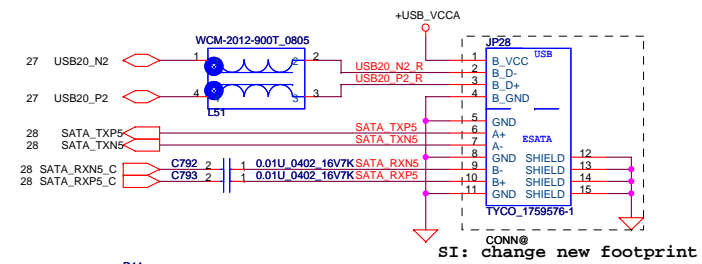 +USB_VCCA
WCM-2012-900T_0805
JP28
USB
27 USB20_N2 1 2 USB20_N2_R 1 B_VCC
USB20_P2_R 2 B_D-
3 B_D+
27 USB20_P2 4 3 4 B_GND
L51
5 GND
28 SATA_TXP5 SATA_TXP5 6 A+ ESATA
28 SATA_TXN5 SATA_TXN5 7 A-
8 GND SHIELD 12
28 SATA_RXN5_C C792 2 1 0.01U_0402_16V7K SATA_RXN5 9 B- SHIELD 13
28 SATA_RXP5_C C793 2 1 0.01U_0402_16V7K SATA_RXP5 10 B+ SHIELD 14
11 GND SHIELD 15
TYCO_1759576-1
CONN@
SI: change new footprint